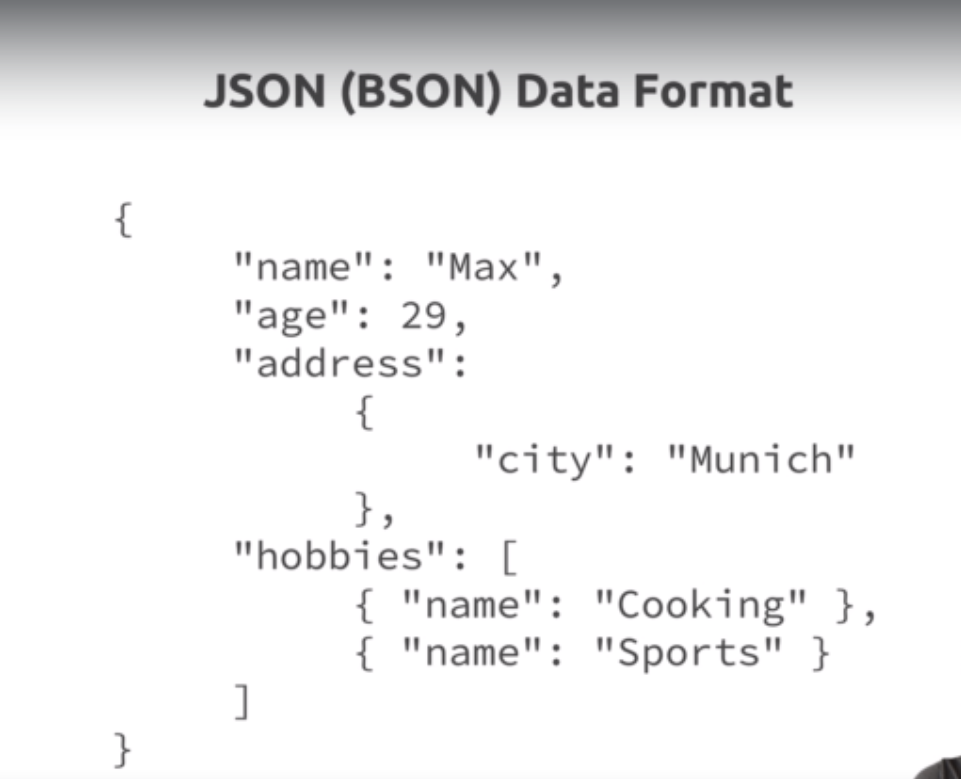 JSON (BSON) Data Format
{
"name": "Max",
"age": 29,
"address":
{
"city": "Munich"
},
"hobbies": [
{ "name": "Cooking" },
{ "name": "Sports" }
]
}